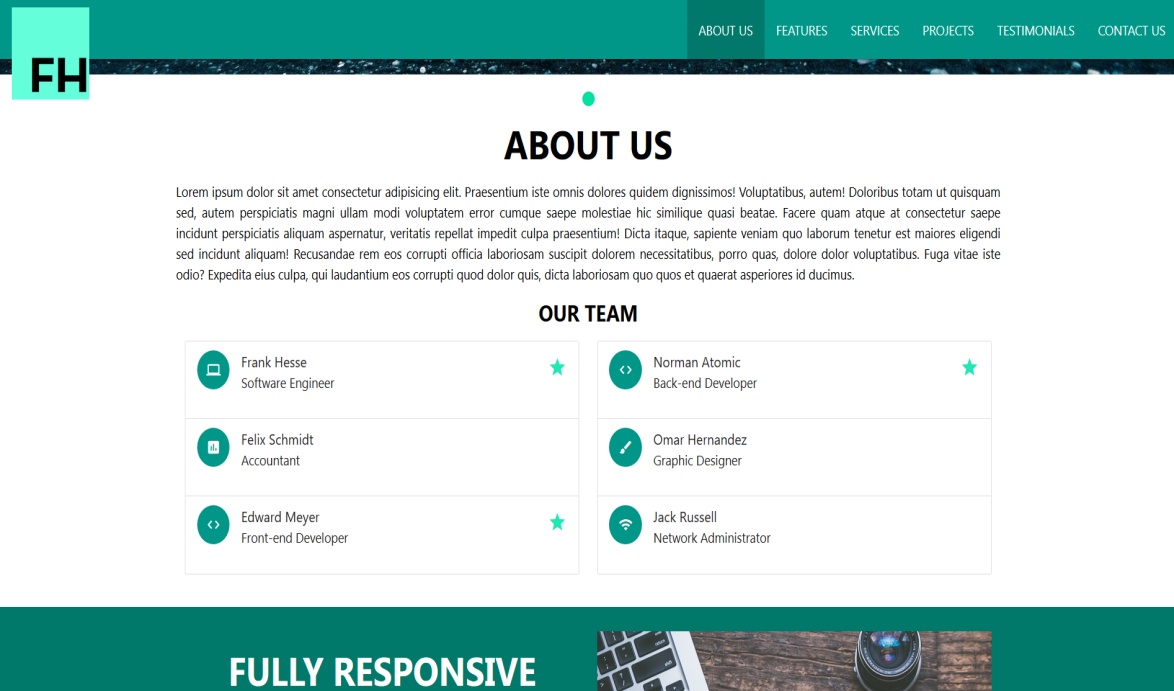 FH
ABOUT US FEATURES SERVICES PROJECTS TESTIMONIALS CONTACT US
ABOUT US
Lorem ipsum dolor sit amet consectetur adipisicing elit. Praesentium iste omnis dolores quidem dignissimos! Voluptatibus, autem! Doloribus totam ut quisquam
sed, autem perspiciatis magni ullam modi voluptatem error cumque saepe molestiae hic similique quasi beatae. Facere quam atque at consectetur saepe
incidunt perspiciatis aliquam aspernatur, veritatis repellat impedit culpa praesentium! Dicta itaque, sapiente veniam quo laborum tenetur est maiores eligendi
sed incidunt aliquam! Recusandae rem eos corrupti officia laboriosam suscipit dolorem necessitatibus, porro quas, dolore dolor voluptatibus. Fuga vitae iste
odio? Expedita eius culpa, qui laudantium eos corrupti quod dolor quis, dicta laboriosam quo quos et quaerat asperiores id ducimus.
OUR TEAM
Frank Hesse
Software Engineer
Felix Schmidt
Accountant
Edward Meyer
Front-end Developer
Norman Atomic
Back-end Developer
Omar Hernandez
Graphic Designer
Jack Russell
Network Administrator
FULLY RESPONSIVE